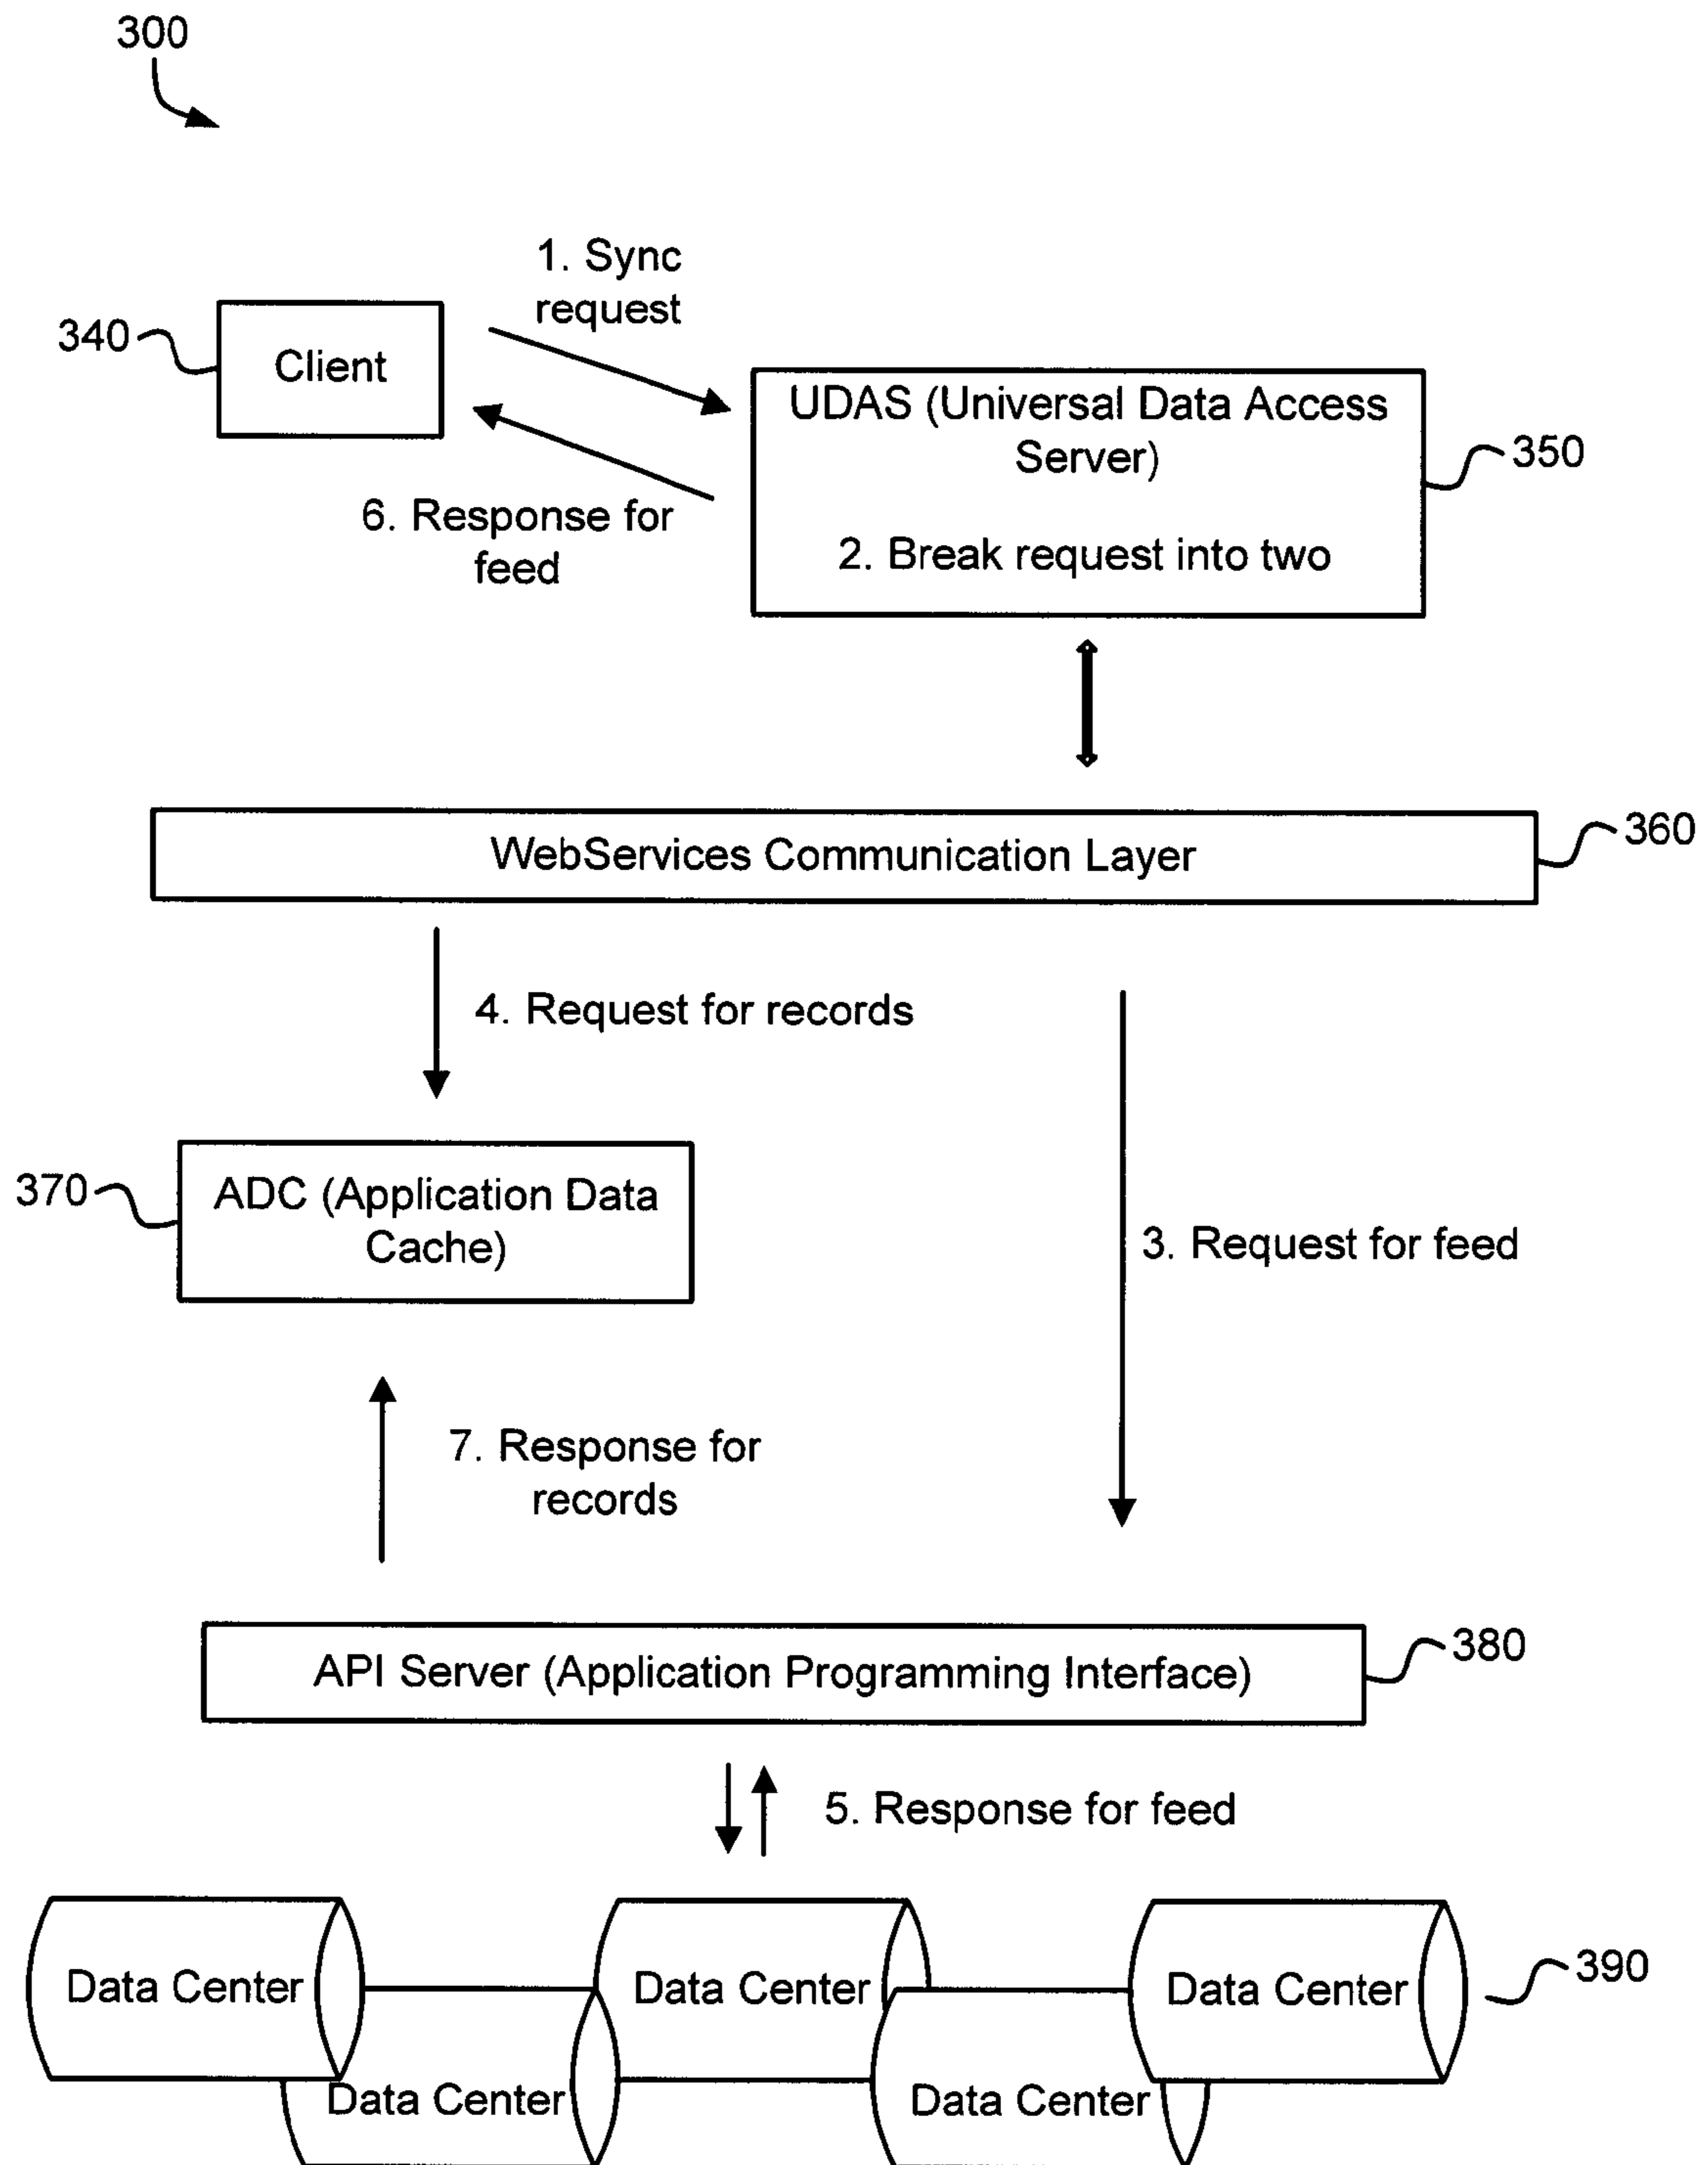 300
1. Sync
request
340
Client
UDAS (Universal Data Access
Server)
350
6. Response for
feed
2. Break request into two
WebServices Communication Layer
360
4. Request for records
370
ADC (Application Data
Cache)
3. Request for feed
7. Response for
records
API Server (Application Programming Interface)
380
5. Response for feed
Data Center
Data Center
Data Center
390
Data Center
Data Center